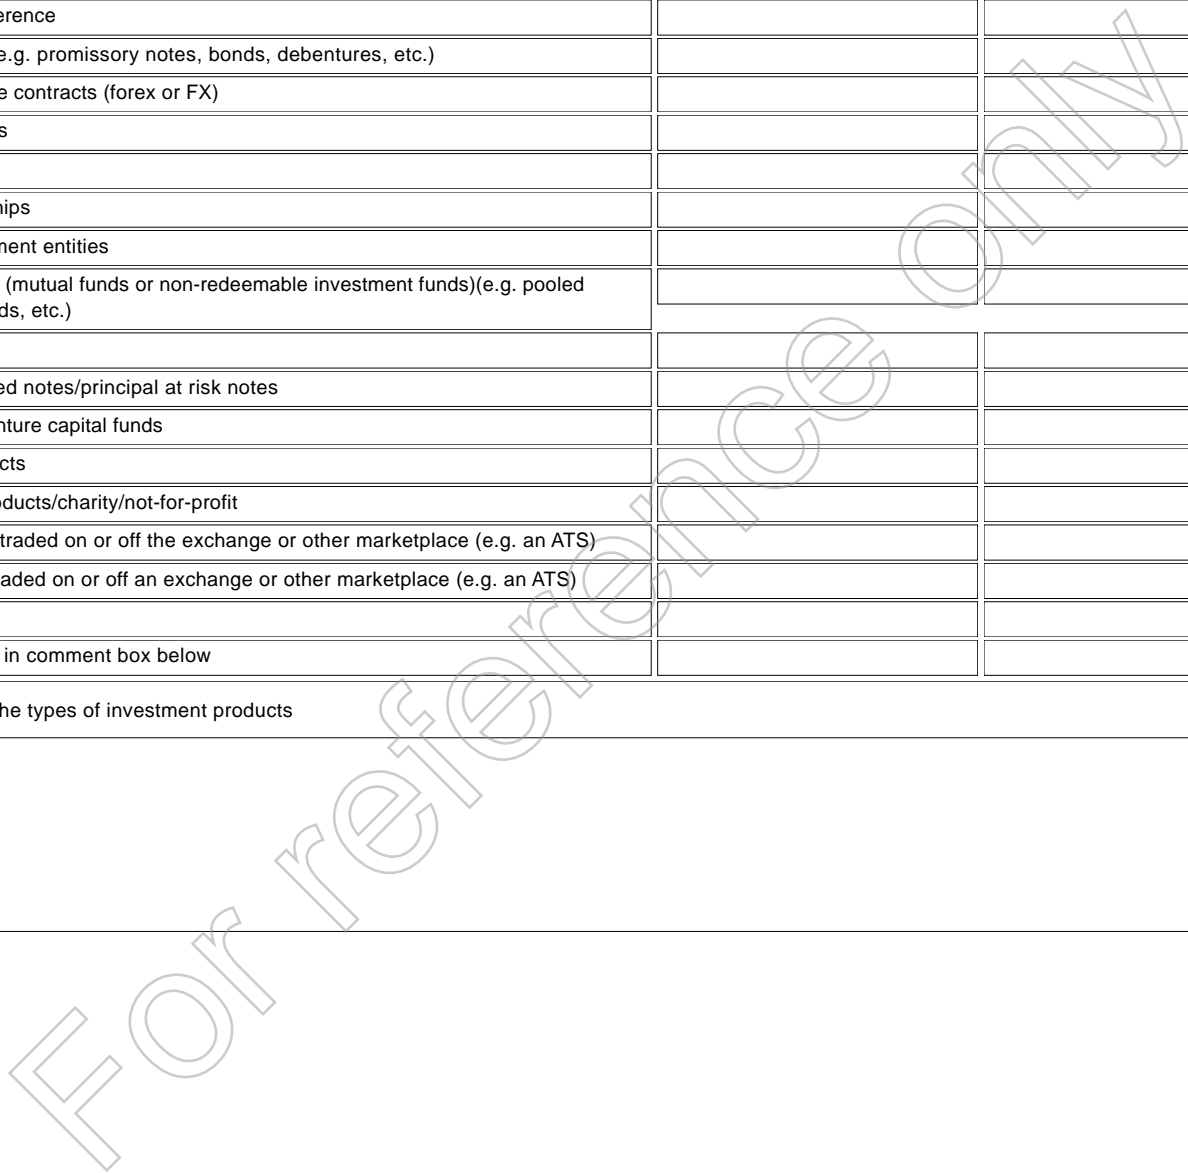 erence
e.g. promissory notes, bonds, debentures, etc.)
e contracts (forex or FX)
s
hips
ment entities
(mutual funds or non-redeemable investment funds)(e.g. pooled
ds, etc.)
ed notes/principal at risk notes
nture capital funds
cts
oducts/charity/not-for-profit
traded on or off the exchange or other marketplace (e.g. an ATS)
aded on or off an exchange or other marketplace (e.g. an ATS)
in comment box below
he types of investment products
For reference only